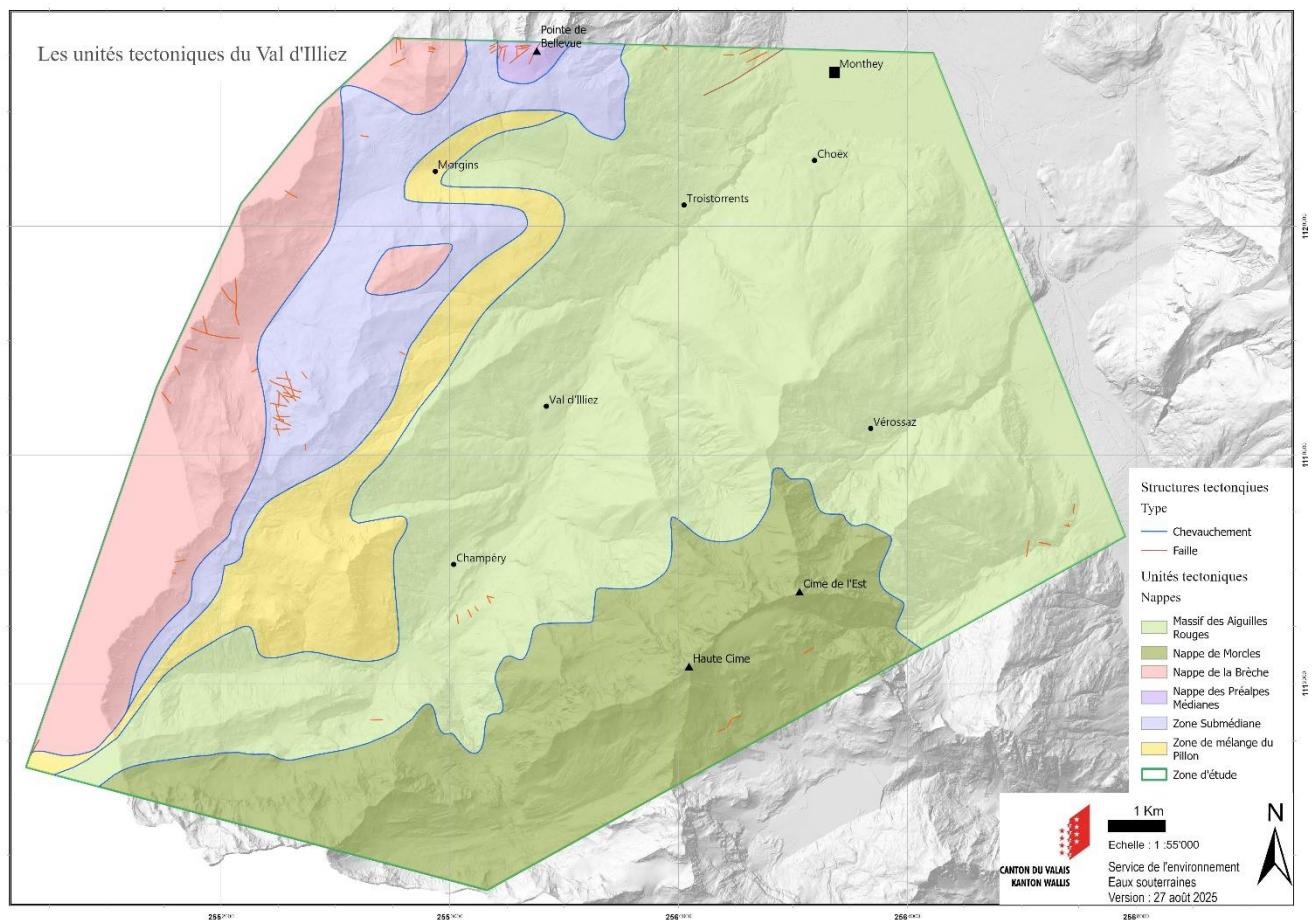 Les unités tectoniques du Val d'Illiez
Pointe de
Bellevue
Monthey
Choëx
Morgins
Troistorrents
Val d'Illiez
Vérossaz
Champéry
Cime de l'Est
Haute Cime
Structures tectonqiues
Type
Chevauchement
Faille
Unités tectoniques
Nappes
Massif des Aiguilles
Rouges
Nappe de Morcles
Nappe de la Brèche
Nappe des Préalpes
Médianes
Zone Submédiane
Zone de mélange du
Pillon
Zone d'étude
1 Km
Echelle : 1 :55'000
N
CANTON DU VALAIS
KANTON WALLIS
Service de l'environnement
Eaux souterraines
Version : 27 août 2025